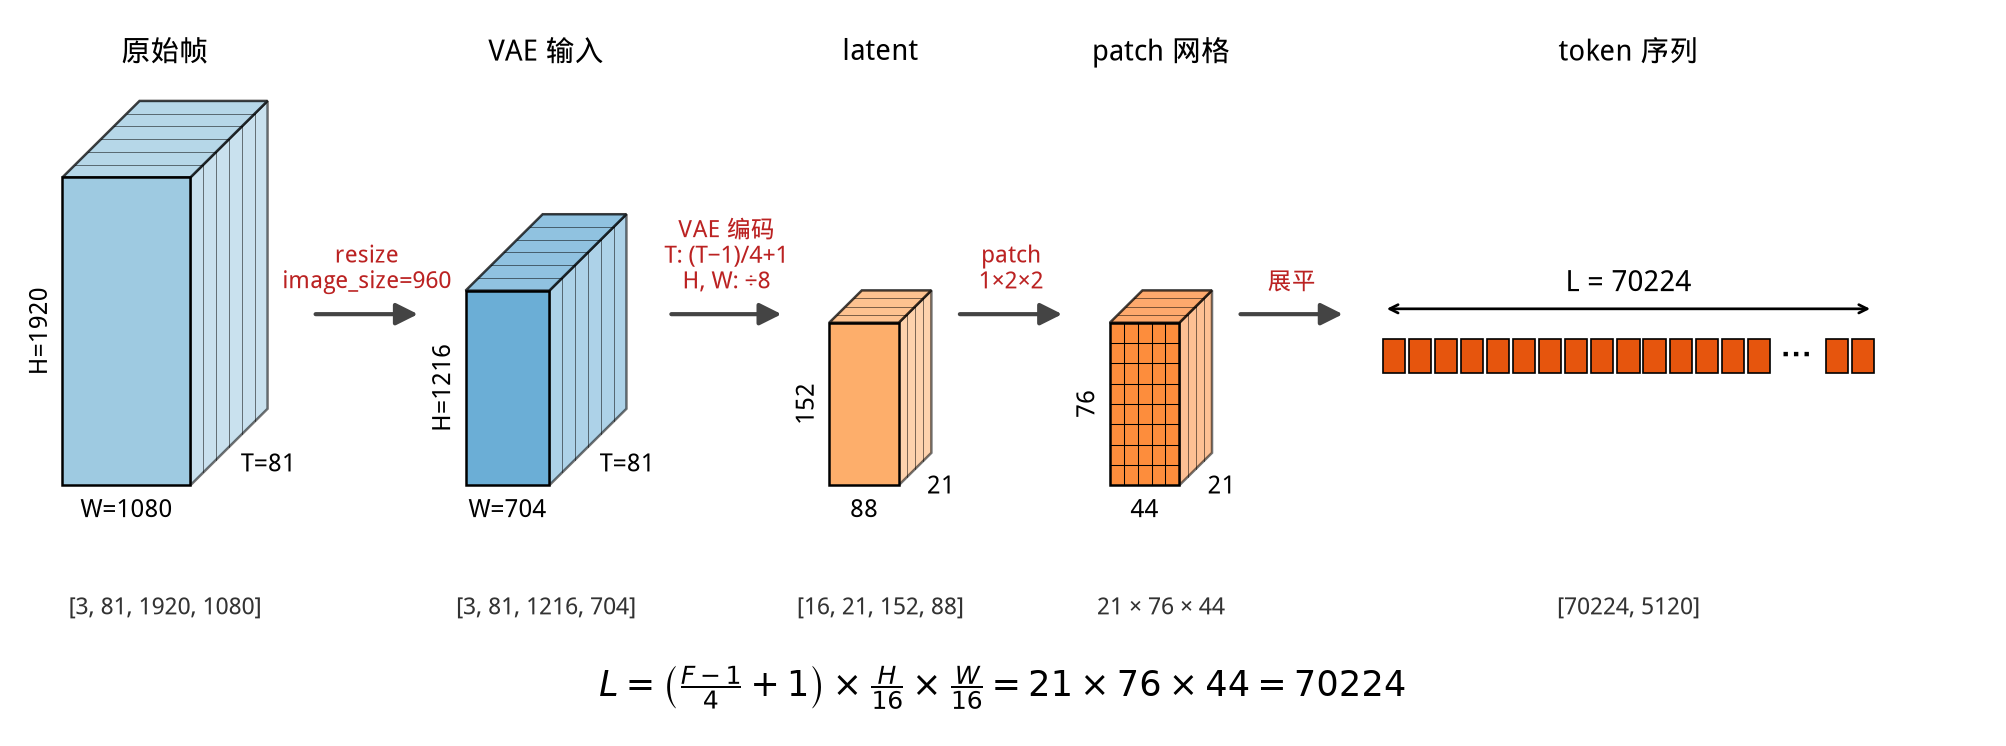 原始帧
VAE 输入
latent
patch 网格
token 序列
resize
image_size=960
VAE 编码
T: (T−1)/4+1
H, W: ÷8
patch
1×2×2
展平
L = 70224
...
H=1920
T=81
W=1080
H=1216
T=81
W=704
152
21
88
76
21
44
[3, 81, 1920, 1080]
[3, 81, 1216, 704]
[16, 21, 152, 88]
21 × 76 × 44
[70224, 5120]
L = (F − 1 / 4 + 1) × H / 16 × W / 16 = 21 × 76 × 44 = 70224